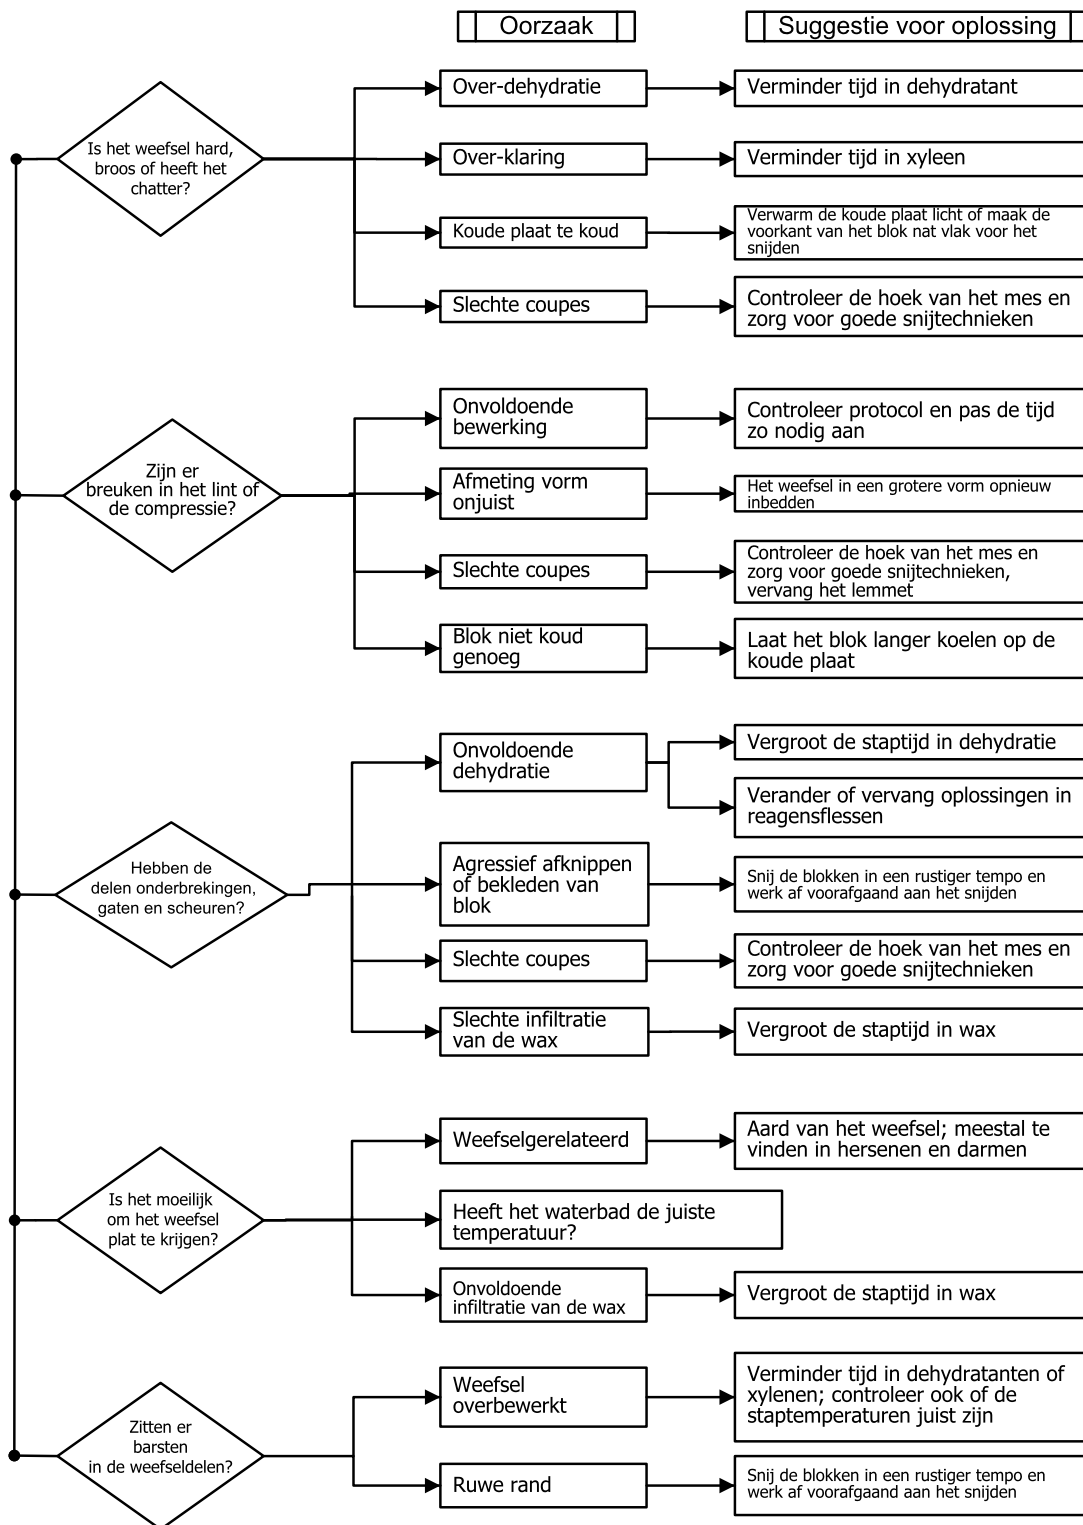 Oorzaak
Suggestie voor oplossing
Is het weefsel hard,
broos of heeft het
chatter?
Over-dehydratie
Verminder tijd in dehydratant
Over-klaring
Verminder tijd in xyleen
Koude plaat te koud
Verwarm de koude plaat licht of maak de
voorkant van het blok nat vlak voor het
snijden
Slechte coupes
Controleer de hoek van het mes en
zorg voor goede snijtechnieken
Zijn er
breuken in het lint of
de compressie?
Onvoldoende
bewerking
Controleer protocol en pas de tijd
zo nodig aan
Afmeting vorm
onjuist
Het weefsel in een grotere vorm opnieuw
inbedden
Slechte coupes
Controleer de hoek van het mes en
zorg voor goede snijtechnieken,
vervang het lemmet
Blok niet koud
genoeg
Laat het blok langer koelen op de
koude plaat
Hebben de
delen onderbrekingen,
gaten en scheuren?
Onvoldoende
dehydratie
Vergroot de staptijd in dehydratie
Verander of vervang oplossingen in
reagensflessen
Agressief afknippen
of bekleden van
blok
Snij de blokken in een rustiger tempo en
werk af voorafgaand aan het snijden
Slechte coupes
Controleer de hoek van het mes en
zorg voor goede snijtechnieken
Slechte infiltratie
van de wax
Vergroot de staptijd in wax
Is het moeilijk
om het weefsel
plat te krijgen?
Weefselgerelateerd
Aard van het weefsel; meestal te
vinden in hersenen en darmen
Heeft het waterbad de juiste
temperatuur?
Onvoldoende
infiltratie van de wax
Vergroot de staptijd in wax
Zitten er
barsten
in de weefseldelen?
Weefsel
overbewerkt
Verminder tijd in dehydratanten of
xylenen; controleer ook of de
staptemperaturen juist zijn
Ruwe rand
Snij de blokken in een rustiger tempo en
werk af voorafgaand aan het snijden